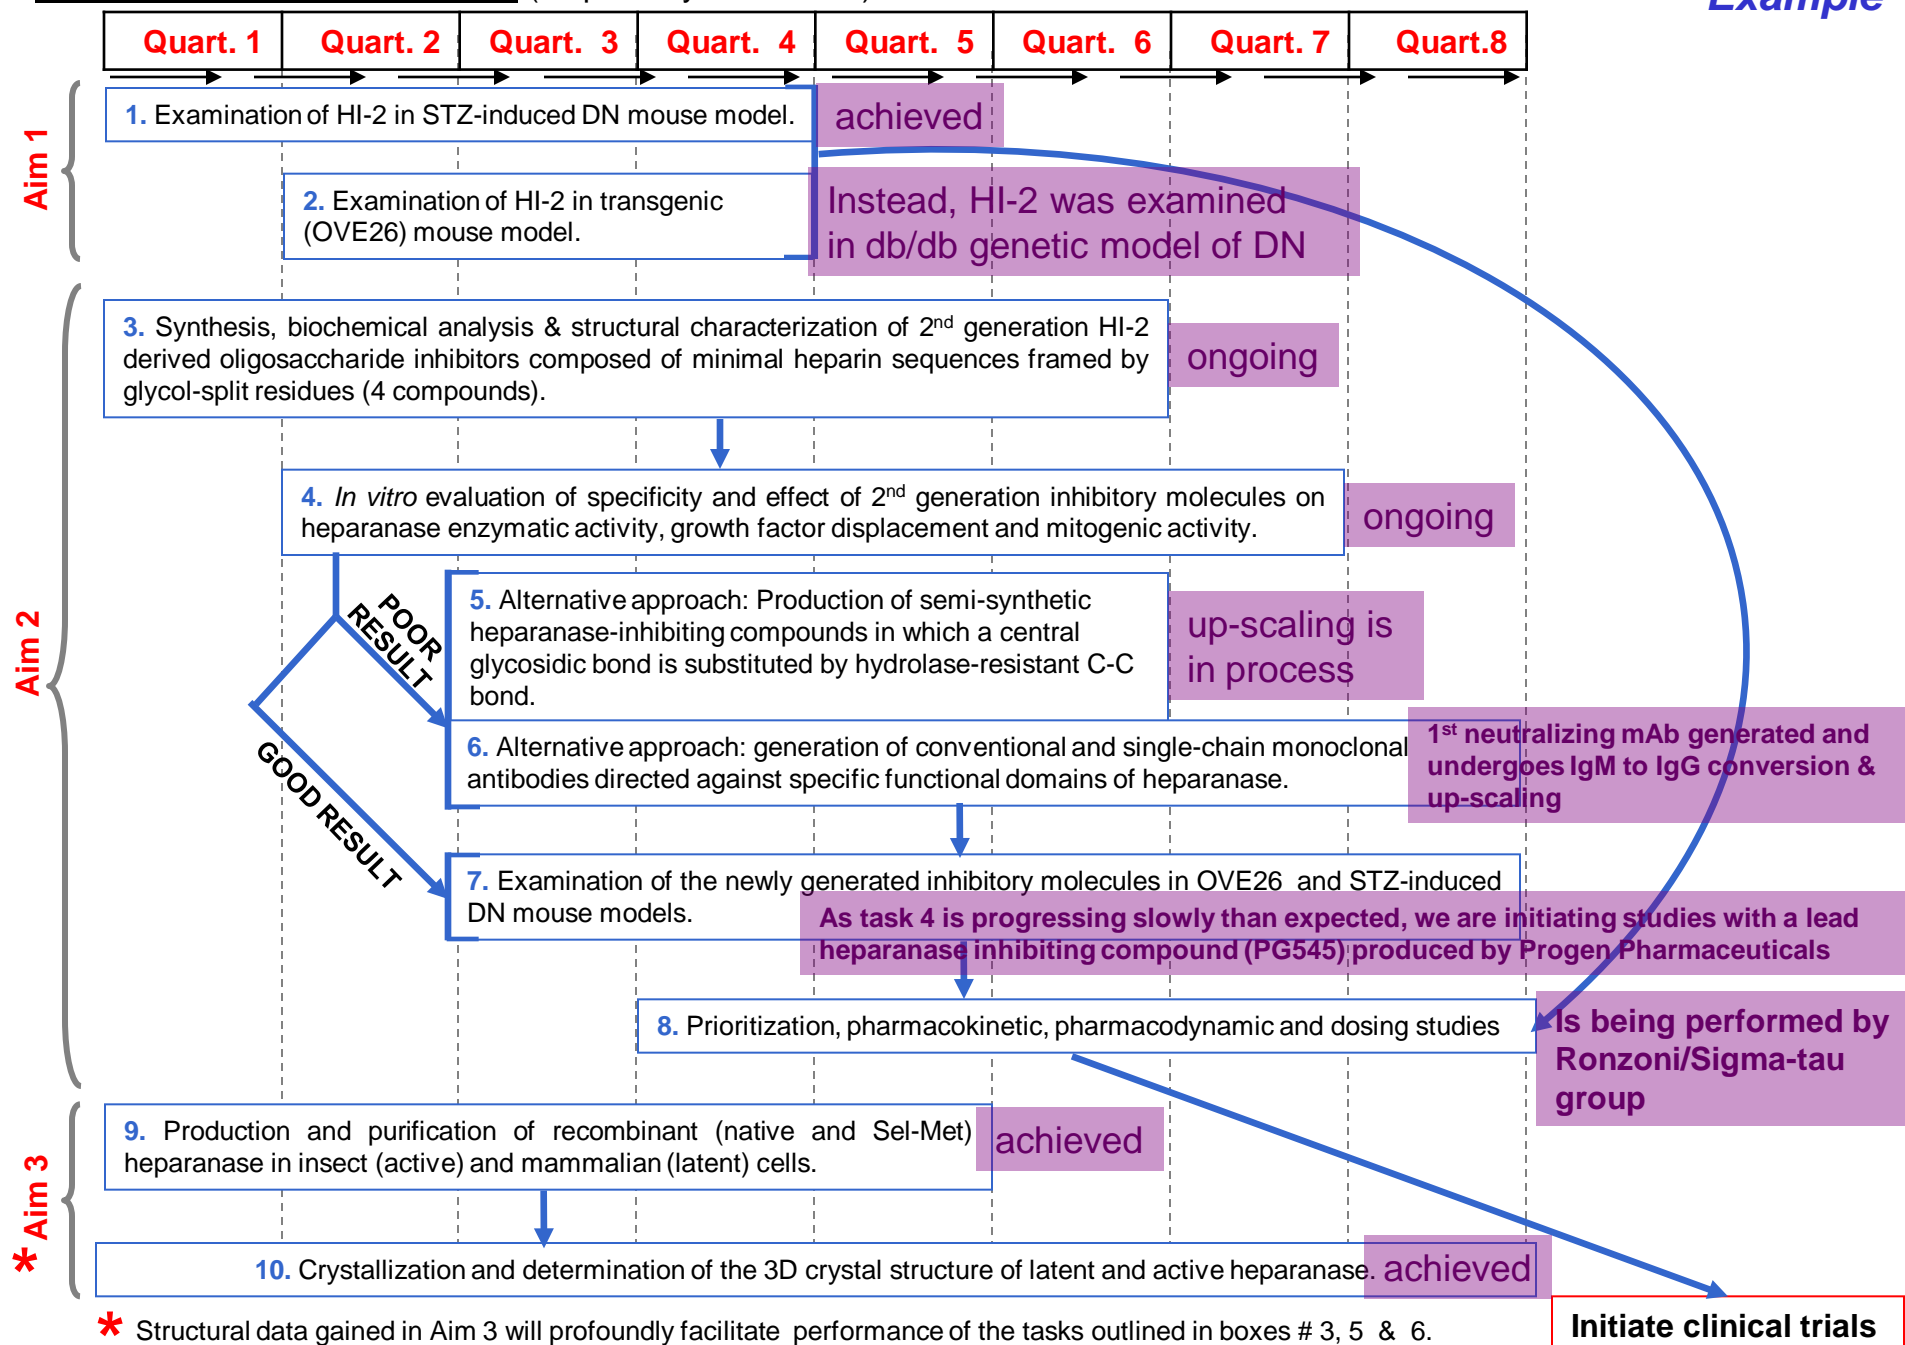 Example
Quart. 1 Quart. 2 Quart. 3 Quart. 4 Quart. 5 Quart. 6 Quart. 7 Quart.8
Aim 1
1. Examination of HI-2 in STZ-induced DN mouse model.
achieved
2. Examination of HI-2 in transgenic
(OVE26) mouse model.
Instead, HI-2 was examined
in db/db genetic model of DN
Aim 2
3. Synthesis, biochemical analysis & structural characterization of 2nd generation HI-2
derived oligosaccharide inhibitors composed of minimal heparin sequences framed by
glycol-split residues (4 compounds).
ongoing
4. In vitro evaluation of specificity and effect of 2nd generation inhibitory molecules on
heparanase enzymatic activity, growth factor displacement and mitogenic activity.
ongoing
POOR
RESULT
GOOD RESULT
5. Alternative approach: Production of semi-synthetic
heparanase-inhibiting compounds in which a central
glycosidic bond is substituted by hydrolase-resistant C-C
bond.
up-scaling is
in process
6. Alternative approach: generation of conventional and single-chain monoclonal
antibodies directed against specific functional domains of heparanase.
1st neutralizing mAb generated and
undergoes IgM to IgG conversion &
up-scaling
7. Examination of the newly generated inhibitory molecules in OVE26 and STZ-induced
DN mouse models.
As task 4 is progressing slowly than expected, we are initiating studies with a lead
heparanase inhibiting compound (PG545) produced by Progen Pharmaceuticals
8. Prioritization, pharmacokinetic, pharmacodynamic and dosing studies
Is being performed by
Ronzoni/Sigma-tau
group
* Aim 3
9. Production and purification of recombinant (native and Sel-Met)
heparanase in insect (active) and mammalian (latent) cells.
achieved
10. Crystallization and determination of the 3D crystal structure of latent and active heparanase.
achieved
* Structural data gained in Aim 3 will profoundly facilitate performance of the tasks outlined in boxes # 3, 5 & 6.
Initiate clinical trials